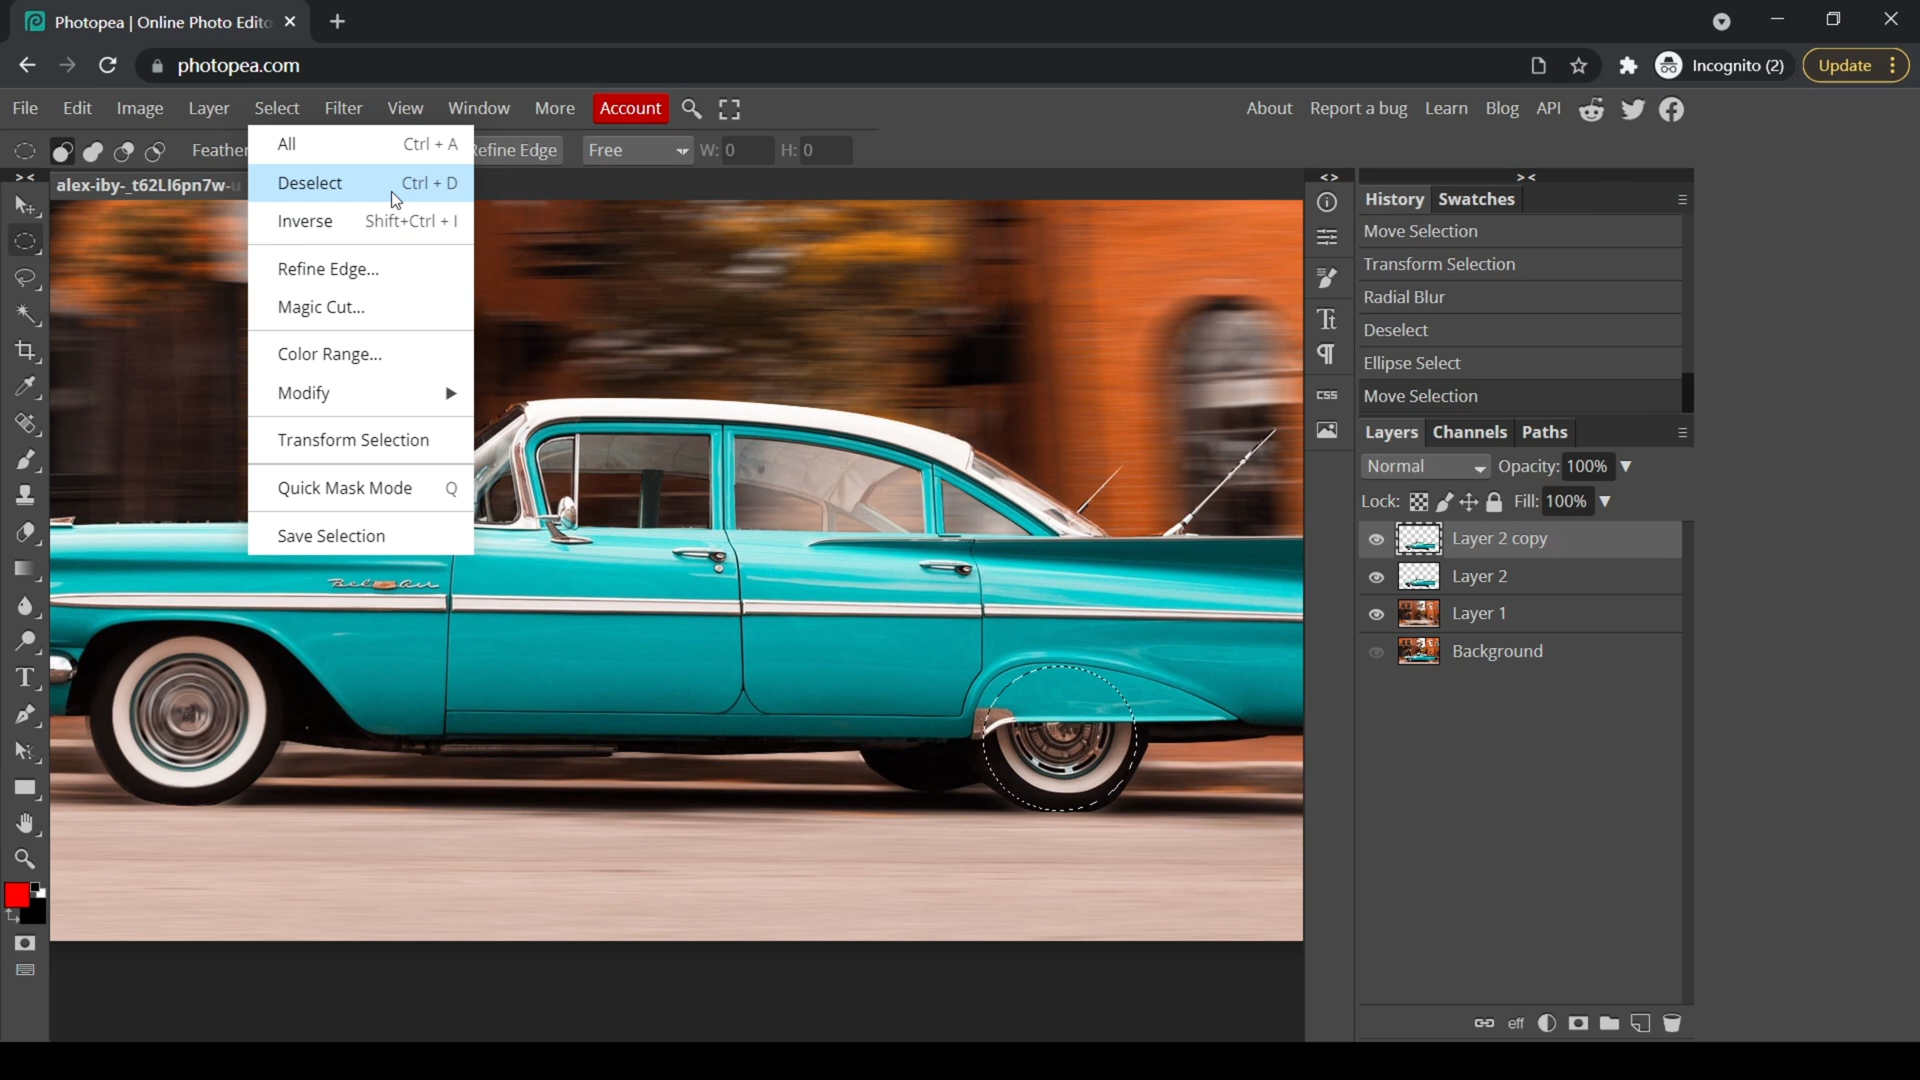 Photopea | Online Photo Edito
photopea.com
Incognito (2)
Update
File Edit Image Layer Select Filter View Window More Account
About Report a bug Learn Blog API
Feather
Refine Edge
Free
W: 0
H: 0
All Ctrl + A
Deselect Ctrl + D
Inverse Shift+Ctrl + I
Refine Edge...
Magic Cut...
Color Range...
Modify
Transform Selection
Quick Mask Mode Q
Save Selection
alex-iby-_t62LI6pn7w-u
Bel Air
> <
< >
> <
CSS
History Swatches
Move Selection
Transform Selection
Radial Blur
Deselect
Ellipse Select
Move Selection
Layers Channels Paths
Normal Opacity: 100%
Lock: Fill: 100%
Layer 2 copy
Layer 2
Layer 1
Background
eff